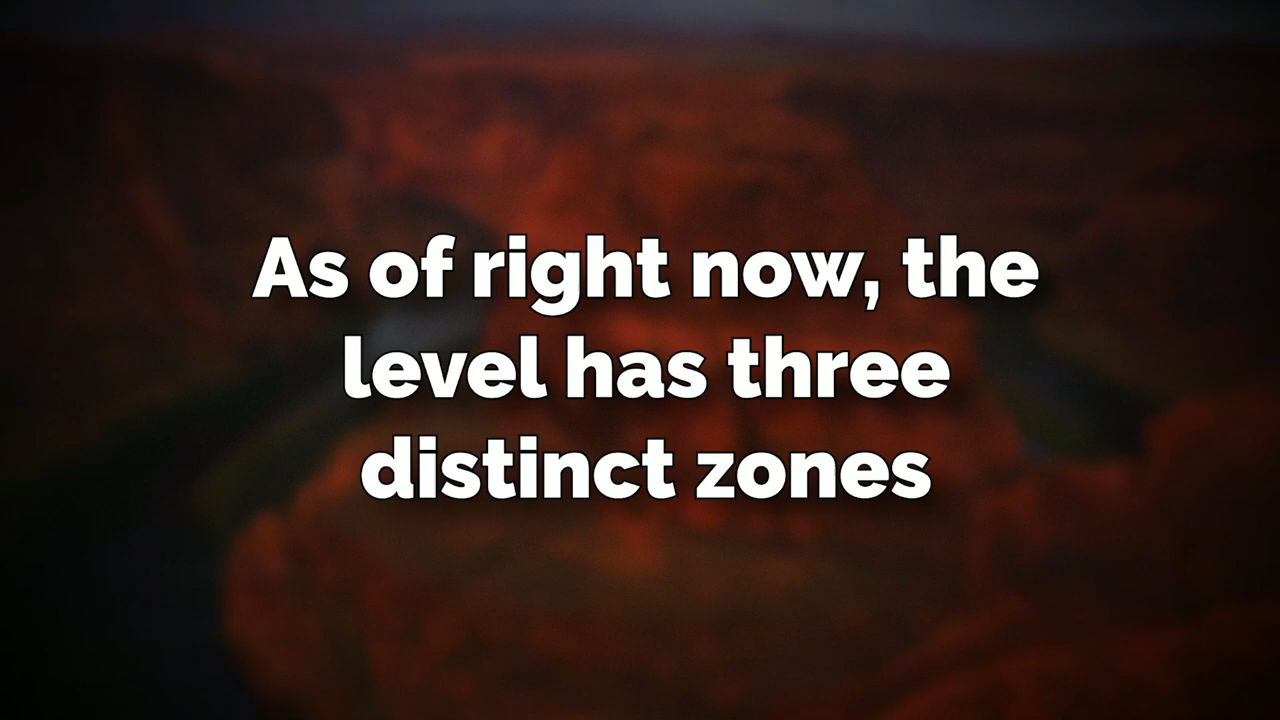 As of right now, the
level has three
distinct zones